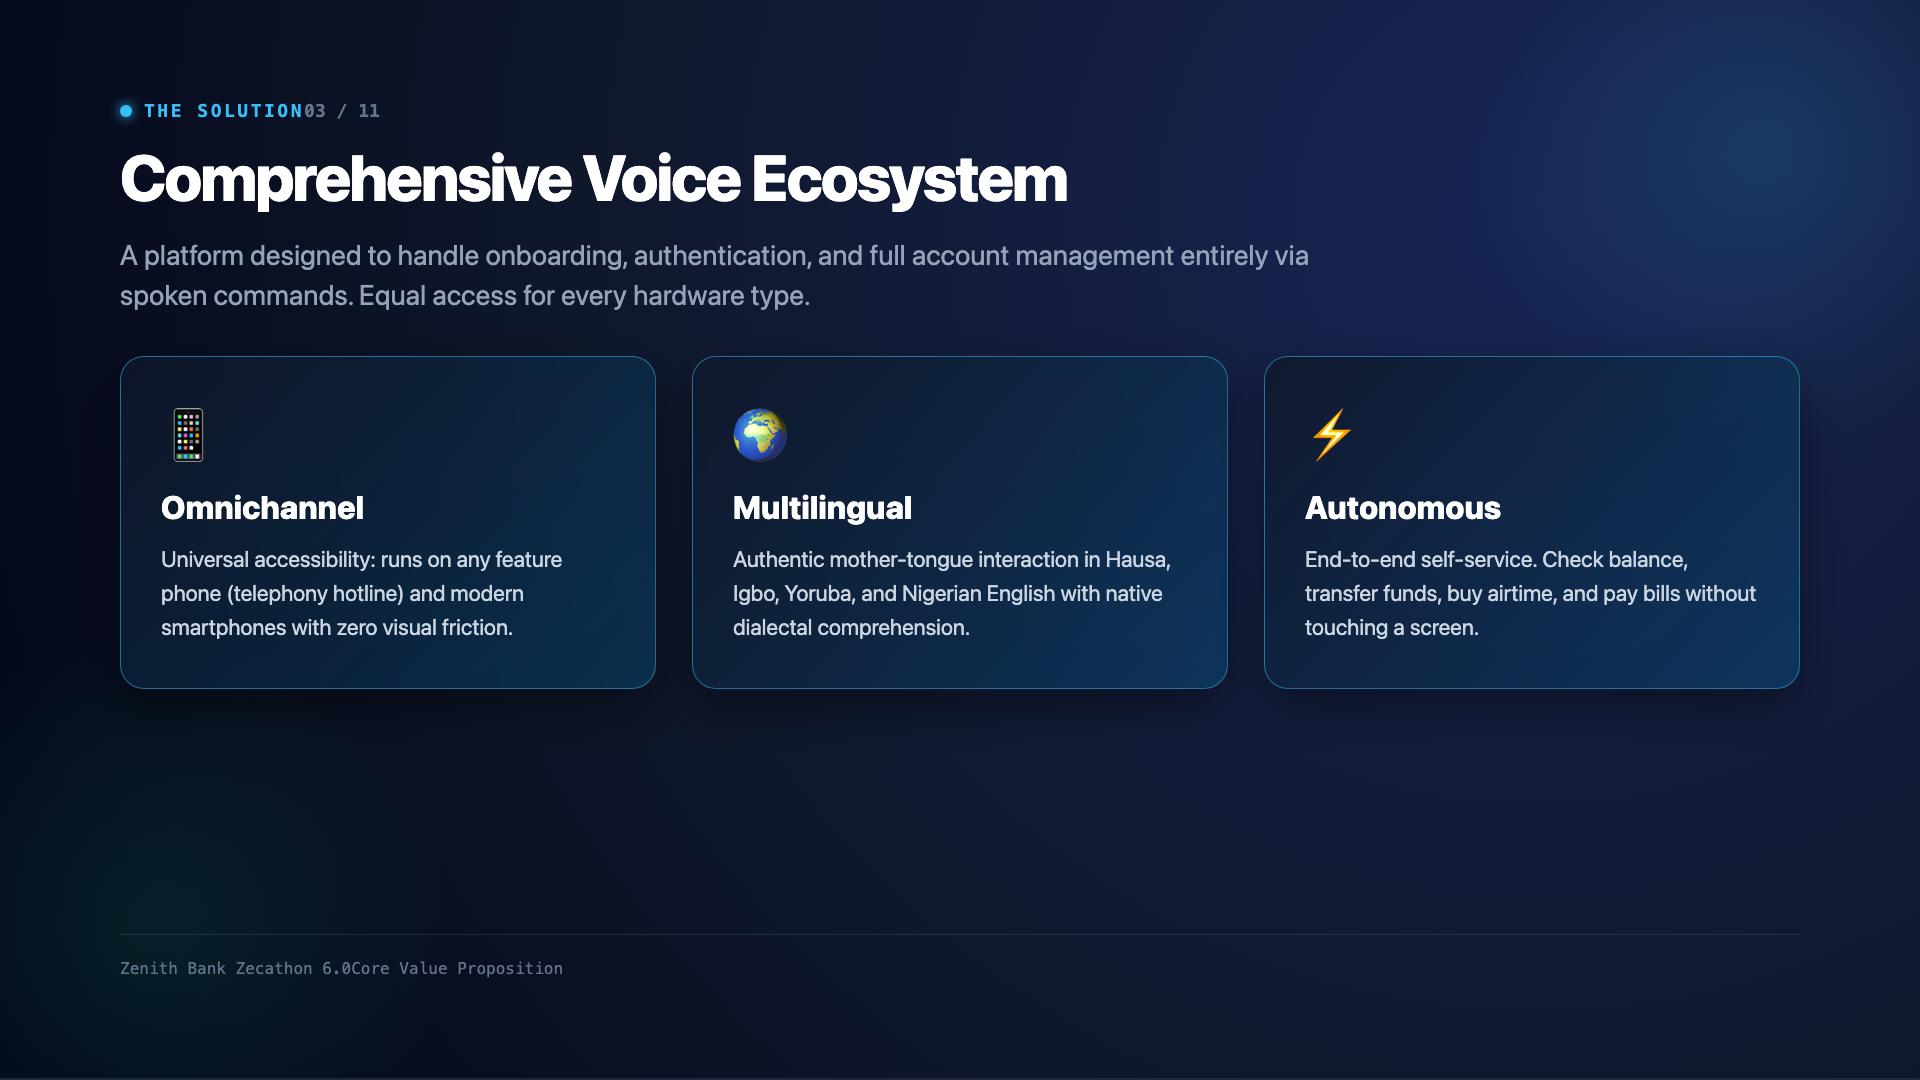 THE SOLUTION03 / 11
Comprehensive Voice Ecosystem
A platform designed to handle onboarding, authentication, and full account management entirely via
spoken commands. Equal access for every hardware type.
Omnichannel
Universal accessibility: runs on any feature
phone (telephony hotline) and modern
smartphones with zero visual friction.
Multilingual
Authentic mother-tongue interaction in Hausa,
Igbo, Yoruba, and Nigerian English with native
dialectal comprehension.
Autonomous
End-to-end self-service. Check balance,
transfer funds, buy airtime, and pay bills without
touching a screen.
Zenith Bank Zecathon 6.0Core Value Proposition